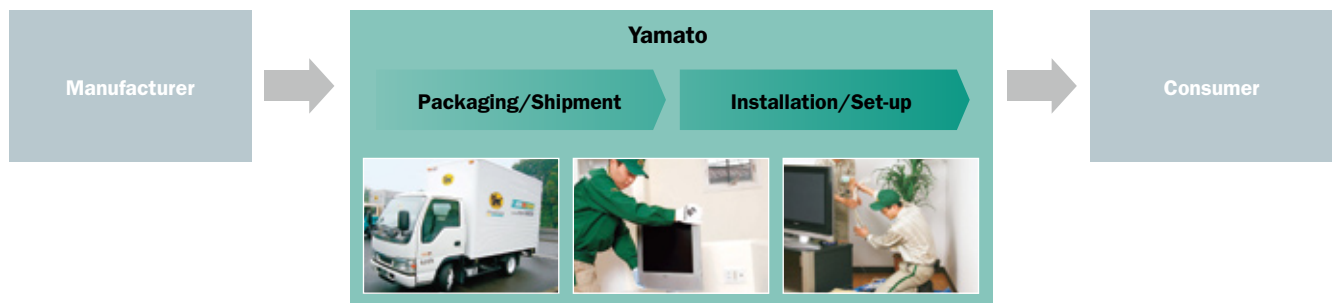 Yamato
Manufacturer
Packaging/Shipment
Installation/Set-up
Consumer